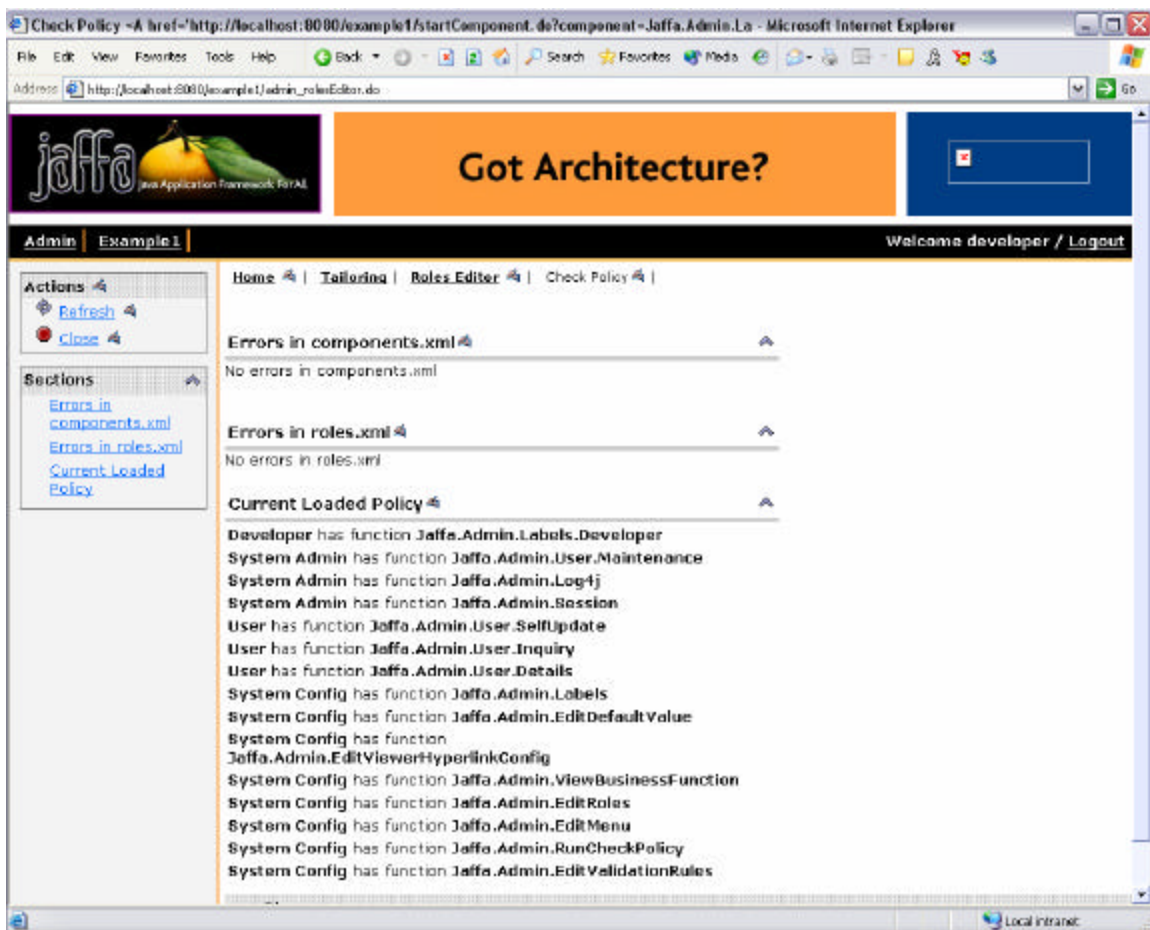 Check Policy <A href='http://localhost:8080/example1/startComponent.do?component=Jaffa.Admin.La - Microsoft Internet Explorer
File Edit View Favorites Tools Help Back Search Favorites Media
Address http://localhost:8080/example1/admin_rolesEditor.do Go
jaffa
Java Application Framework For All
Got Architecture?
Admin Example1 Welcome developer / Logout
Actions
Refresh
Close
Sections
Errors in
components.xml
Errors in roles.xml
Current Loaded
Policy
Home | Tailoring | Roles Editor | Check Policy |
Errors in components.xml
No errors in components.xml
Errors in roles.xml
No errors in roles.xml
Current Loaded Policy
Developer has function Jaffa.Admin.Labels.Developer
System Admin has function Jaffa.Admin.User.Maintenance
System Admin has function Jaffa.Admin.Log4j
System Admin has function Jaffa.Admin.Session
User has function Jaffa.Admin.User.SelfUpdate
User has function Jaffa.Admin.User.Inquiry
User has function Jaffa.Admin.User.Details
System Config has function Jaffa.Admin.Labels
System Config has function Jaffa.Admin.EditDefaultValue
System Config has function
Jaffa.Admin.EditViewerHyperlinkConfig
System Config has function Jaffa.Admin.ViewBusinessFunction
System Config has function Jaffa.Admin.EditRoles
System Config has function Jaffa.Admin.EditMenu
System Config has function Jaffa.Admin.RunCheckPolicy
System Config has function Jaffa.Admin.EditValidationRules
Local intranet